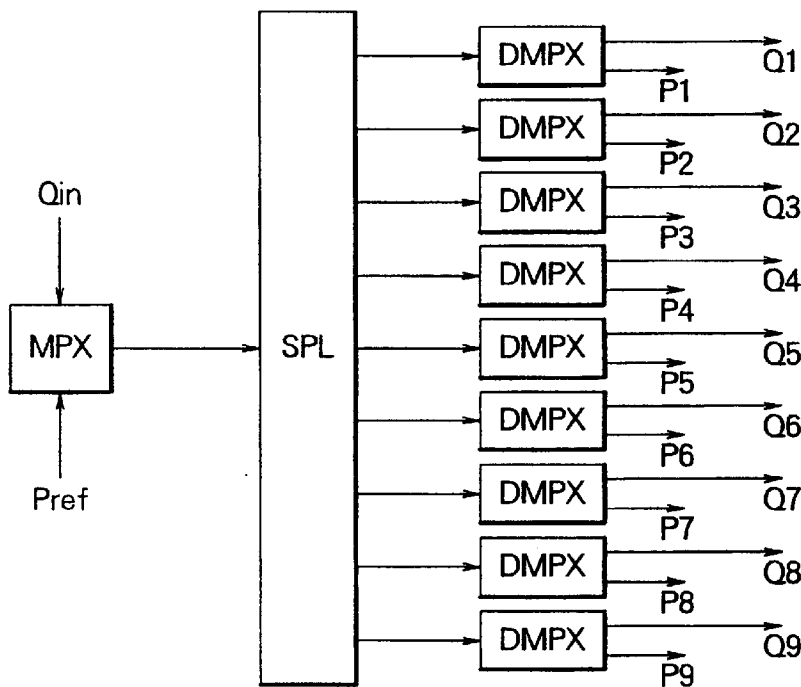 Qin
MPX
Pref
SPL
DMPX
Q1
P1
DMPX
Q2
P2
DMPX
Q3
P3
DMPX
Q4
P4
DMPX
Q5
P5
DMPX
Q6
P6
DMPX
Q7
P7
DMPX
Q8
P8
DMPX
Q9
P9